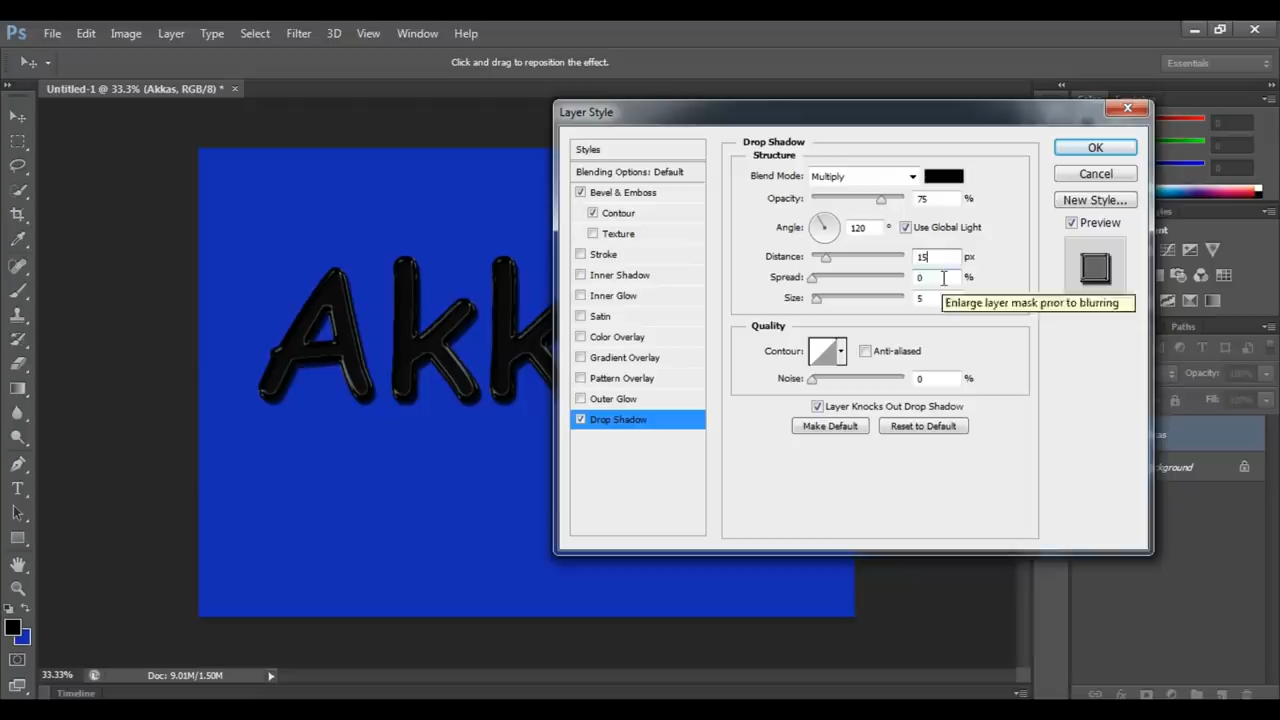 Ps File Edit Image Layer Type Select Filter 3D View Window Help
Click and drag to reposition the effect.
Essentials
Untitled-1 @ 33.3% (Akkas, RGB/8) * ×
Layer Style
Styles
Blending Options: Default
Bevel & Emboss
Contour
Texture
Stroke
Inner Shadow
Inner Glow
Satin
Color Overlay
Gradient Overlay
Pattern Overlay
Outer Glow
Drop Shadow
Drop Shadow
Structure
Blend Mode: Multiply
Opacity: 75 %
Angle: 120 ° Use Global Light
Distance: 15 px
Spread: 0 %
Size: 5
Enlarge layer mask prior to blurring
Quality
Contour: Anti-aliased
Noise: 0 %
Layer Knocks Out Drop Shadow
Make Default Reset to Default
OK
Cancel
New Style...
Preview
Akk
0
0
0
Paths
Opacity:
Fill:
33.33% Doc: 9.01M/1.50M
Timeline